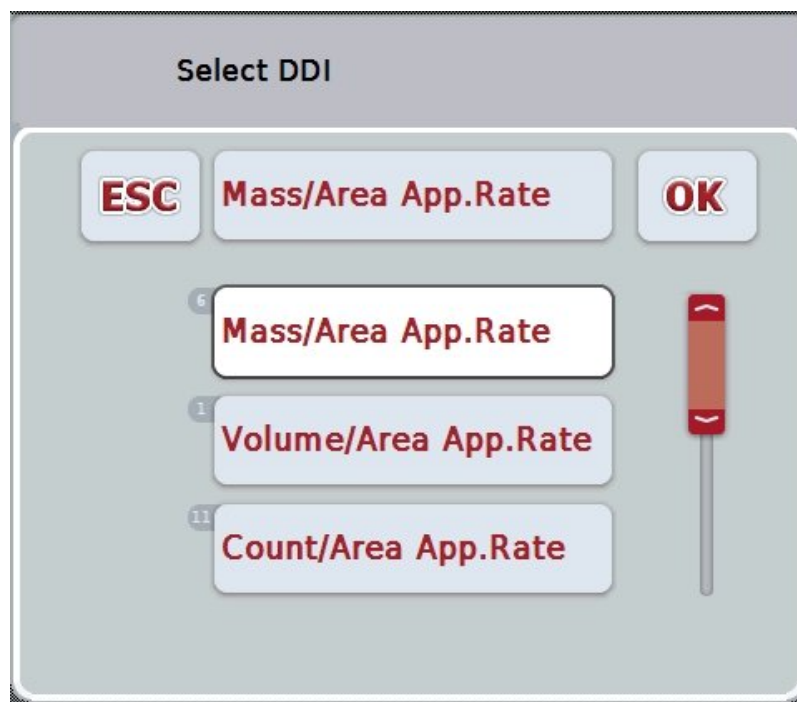 Select DDI
ESC
Mass/Area App.Rate
OK
6
Mass/Area App.Rate
1
Volume/Area App.Rate
11
Count/Area App.Rate